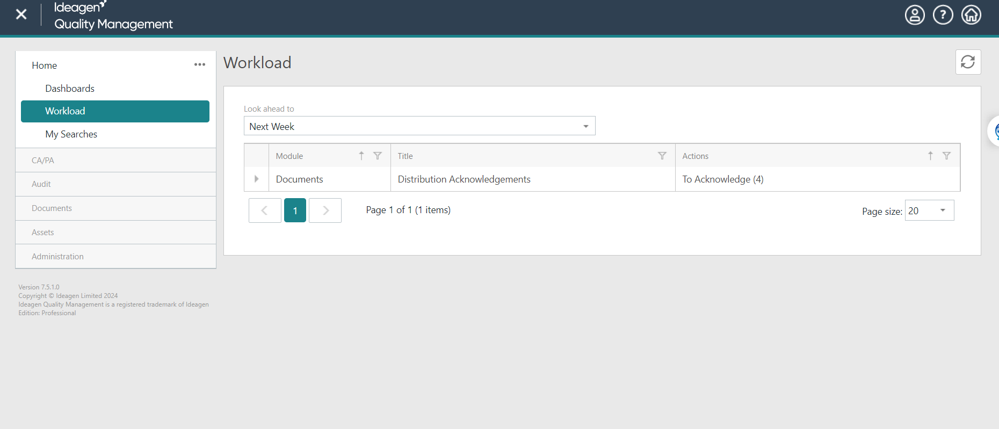 Ideagen
Quality Management
?
Home
Dashboards
Workload
My Searches
CA/PA
Audit
Documents
Assets
Administration
Version 7.5.1.0
Copyright © Ideagen Limited 2024
Ideagen Quality Management is a registered trademark of Ideagen
Edition: Professional
Workload
Look ahead to
Next Week
Module Title Actions
Documents Distribution Acknowledgements To Acknowledge (4)
1 Page 1 of 1 (1 items) Page size: 20